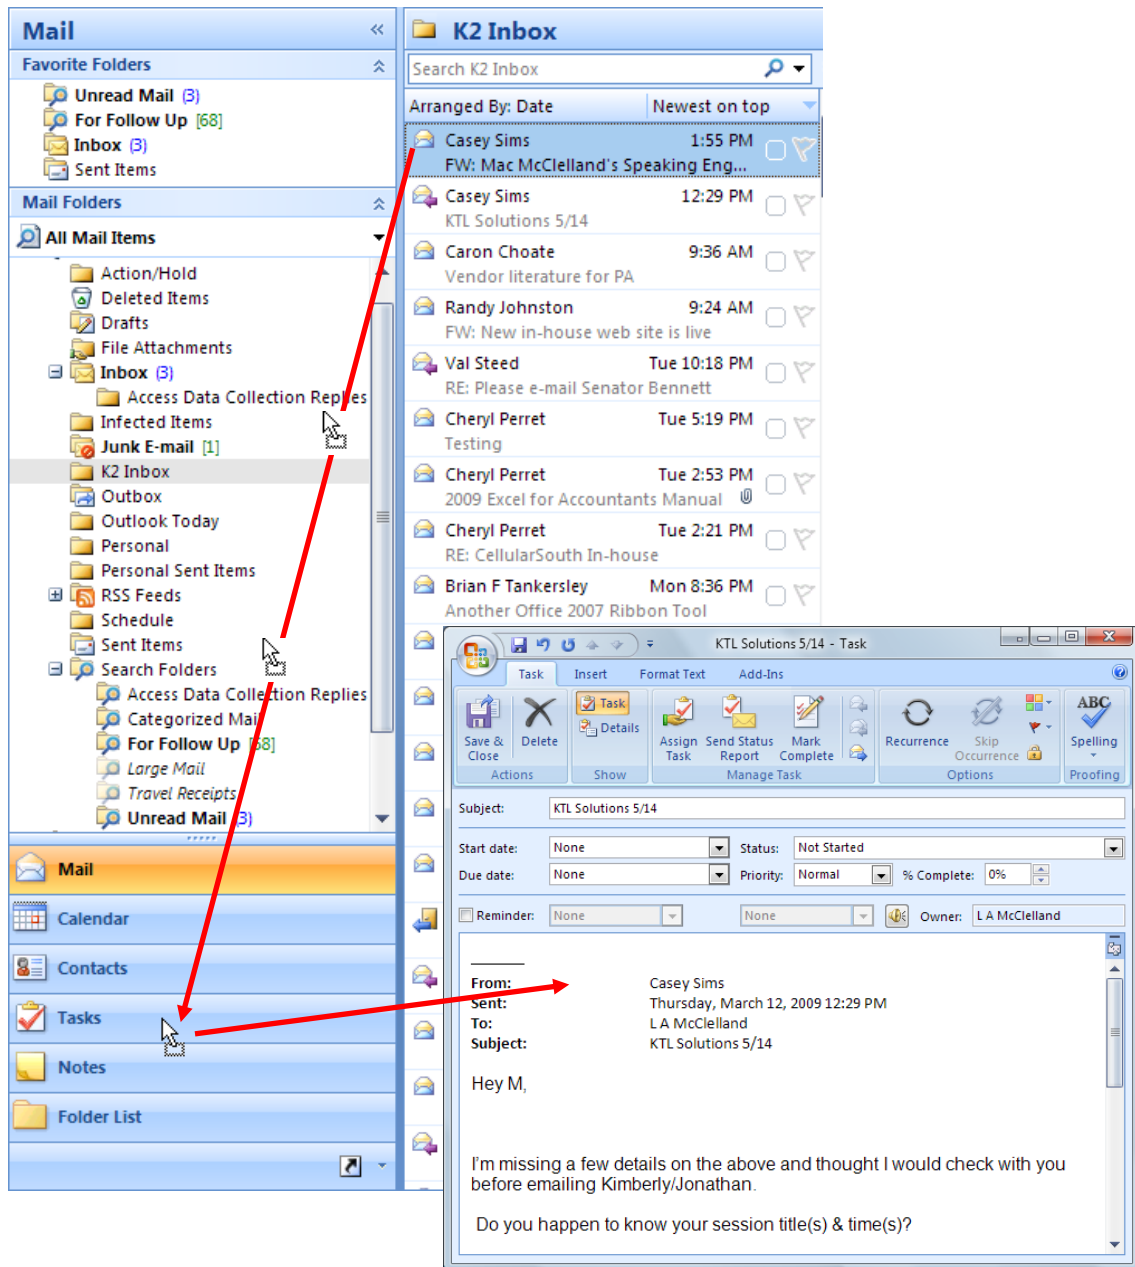 Mail «
Favorite Folders
Unread Mail (3)
For Follow Up [68]
Inbox (3)
Sent Items
Mail Folders
All Mail Items
Action/Hold
Deleted Items
Drafts
File Attachments
Inbox (3)
Access Data Collection Replies
Infected Items
Junk E-mail [1]
K2 Inbox
Outbox
Outlook Today
Personal
Personal Sent Items
RSS Feeds
Schedule
Sent Items
Search Folders
Access Data Collection Replies
Categorized Mail
For Follow Up [68]
Large Mail
Travel Receipts
Unread Mail (3)
Mail
Calendar
Contacts
Tasks
Notes
Folder List
K2 Inbox
Search K2 Inbox
Arranged By: Date Newest on top
Casey Sims 1:55 PM
FW: Mac McClelland's Speaking Eng...
Casey Sims 12:29 PM
KTL Solutions 5/14
Caron Choate 9:36 AM
Vendor literature for PA
Randy Johnston 9:24 AM
FW: New in-house web site is live
Val Steed Tue 10:18 PM
RE: Please e-mail Senator Bennett
Cheryl Perret Tue 5:19 PM
Testing
Cheryl Perret Tue 2:53 PM
2009 Excel for Accountants Manual
Cheryl Perret Tue 2:21 PM
RE: CellularSouth In-house
Brian F Tankersley Mon 8:36 PM
Another Office 2007 Ribbon Tool
KTL Solutions 5/14 - Task
Task Insert Format Text Add-Ins
Save & Close Delete Task Details Assign Task Send Status Report Mark Complete Recurrence Skip Occurrence ABC Spelling
Actions Show Manage Task Options Proofing
Subject: KTL Solutions 5/14
Start date: None Status: Not Started
Due date: None Priority: Normal % Complete: 0%
Reminder: None None Owner: L A McClelland
From: Casey Sims
Sent: Thursday, March 12, 2009 12:29 PM
To: L A McClelland
Subject: KTL Solutions 5/14
Hey M,
I'm missing a few details on the above and thought I would check with you
before emailing Kimberly/Jonathan.
Do you happen to know your session title(s) & time(s)?